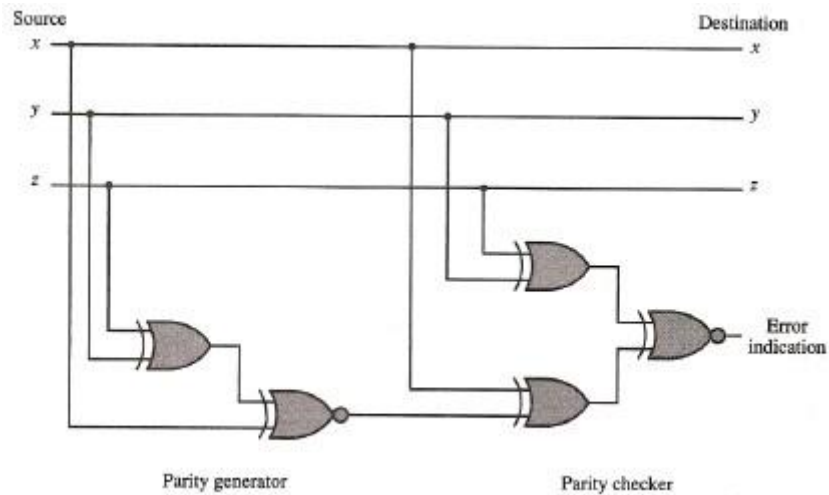 Source
Destination
x
x
y
y
z
z
Error
indication
Parity generator
Parity checker